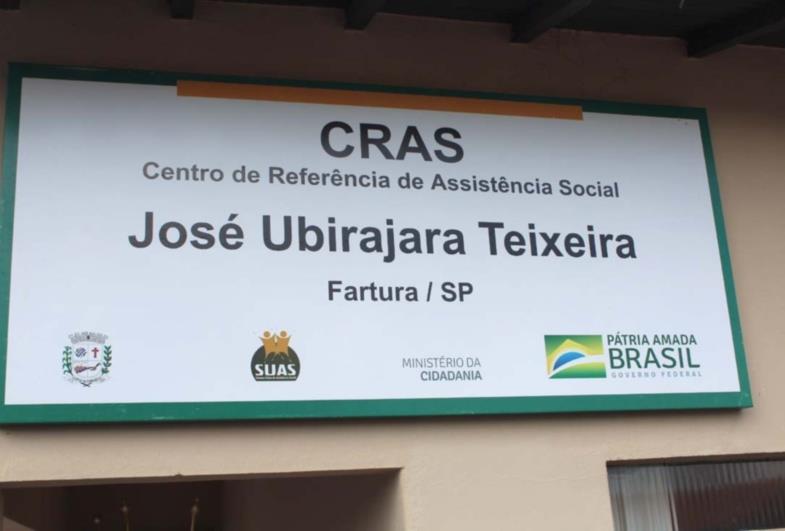 CRAS
Centro de Referência de Assistência Social
José Ubirajara Teixeira
Fartura / SP
SUAS
MINISTÉRIO DA
CIDADANIA
PÁTRIA AMADA
BRASIL
GOVERNO FEDERAL